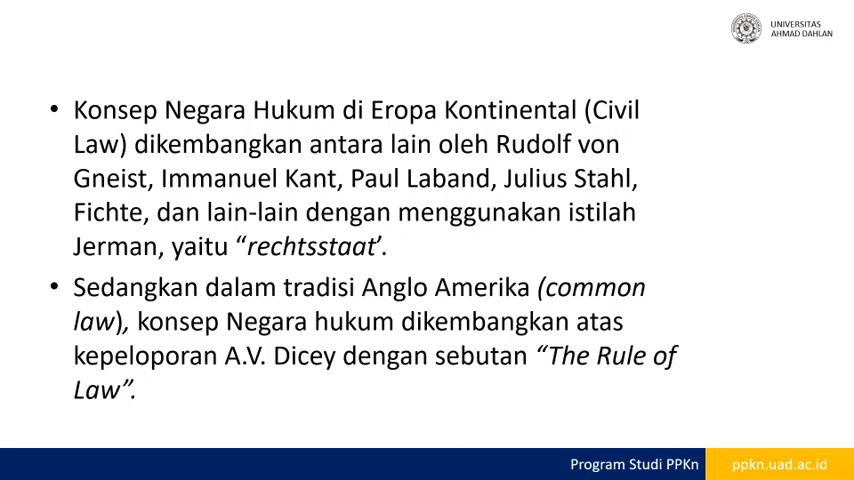 UNIVERSITAS
AHMAD DAHLAN
• Konsep Negara Hukum di Eropa Kontinental (Civil
Law) dikembangkan antara lain oleh Rudolf von
Gneist, Immanuel Kant, Paul Laband, Julius Stahl,
Fichte, dan lain-lain dengan menggunakan istilah
Jerman, yaitu “rechtsstaat’.
• Sedangkan dalam tradisi Anglo Amerika (common
law), konsep Negara hukum dikembangkan atas
kepeloporan A.V. Dicey dengan sebutan “The Rule of
Law”.
Program Studi PPKn
ppkn.uad.ac.id